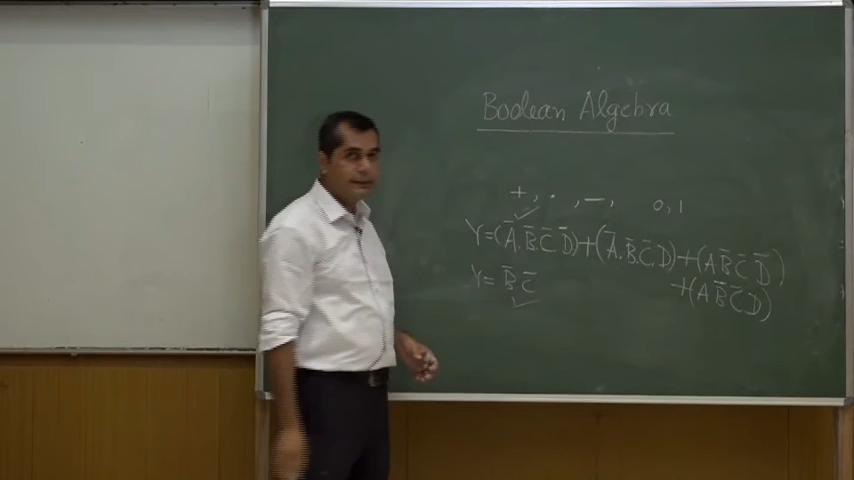 Boolean Algebra
+, ·, —, 0,1
Y=(A̅.B̅C̅D̅)+(A̅.B̅.C̅D)+(AB̅C̅D̅)
+(AB̅C̅D)
Y=B̅C̅